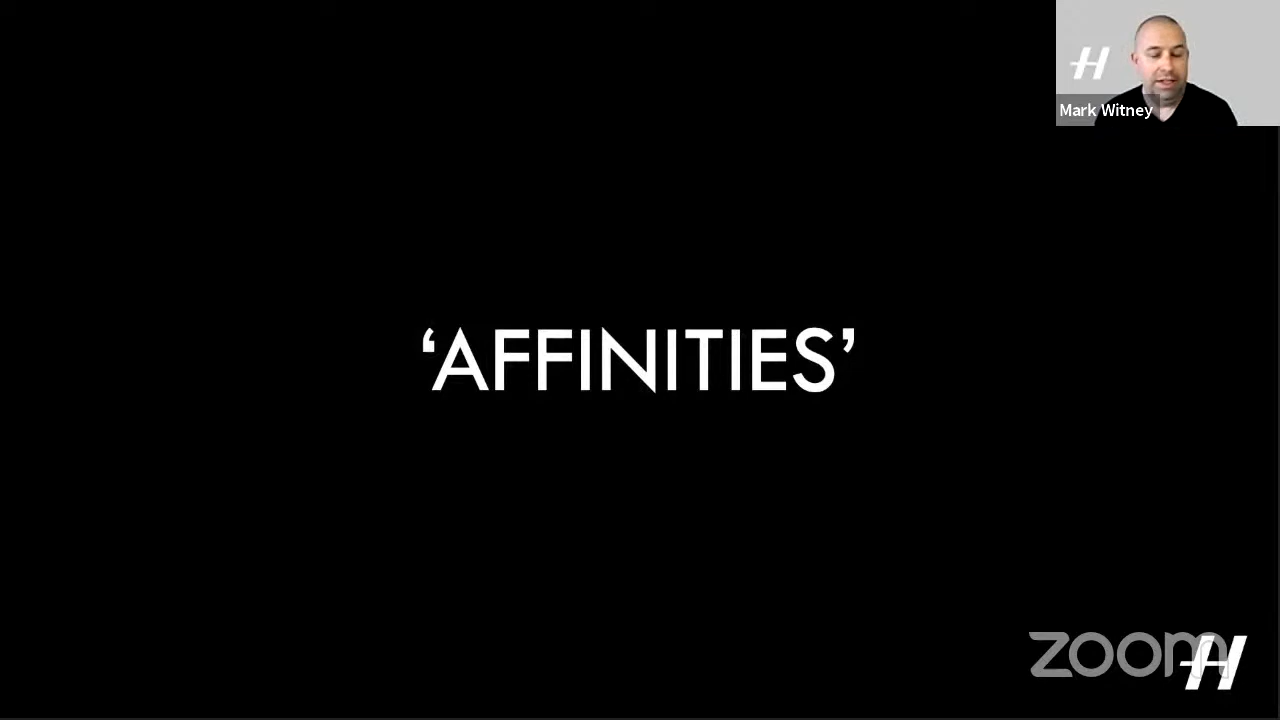 H
Mark Witney
‘AFFINITIES’
zoom
H